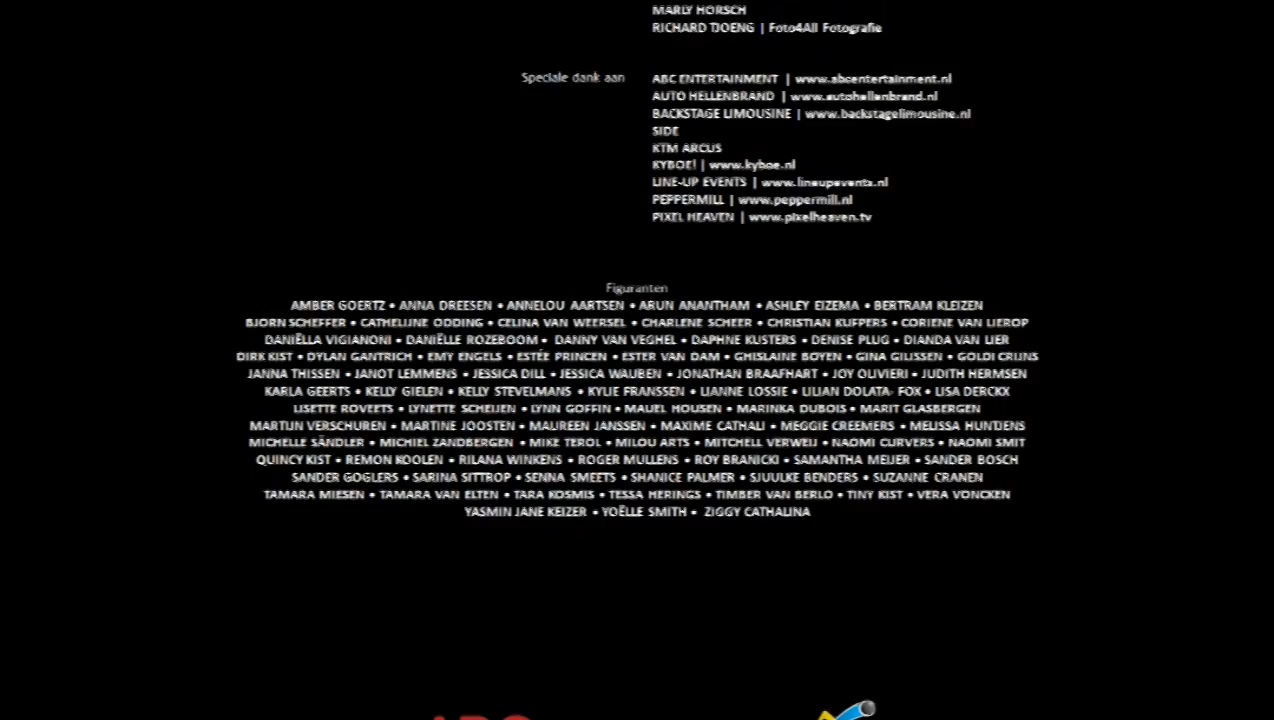 MARLY HORSCH
RICHARD TJOENG | Foto4All Fotografie
Speciale dank aan ABC ENTERTAINMENT | www.abcentertainment.nl
AUTO HELLENBRAND | www.autohellenbrand.nl
BACKSTAGE LIMOUSINE | www.backstagelimousine.nl
SIDE
KTM ARCUS
KYBOE! | www.kyboe.nl
LINE-UP EVENTS | www.lineupevents.nl
PEPPERMILL | www.peppermill.nl
PIXEL HEAVEN | www.pixelheaven.tv
Figuranten
AMBER GOERTZ • ANNA DREESEN • ANNELOU AARTSEN • ARUN ANANTHAM • ASHLEY EIZEMA • BERTRAM KLEIZEN
BJORN SCHEFFER • CATHELIJNE ODDING • CELINA VAN WEERSEL • CHARLENE SCHEER • CHRISTIAN KUFPERS • CORIENE VAN LIEROP
DANIËLLA VIGIANONI • DANIËLLE ROZEBOOM • DANNY VAN VEGHEL • DAPHNE KUSTERS • DENISE PLUG • DIANDA VAN LIER
DIRK KIST • DYLAN GANTRICH • EMY ENGELS • ESTÉE PRINCEN • ESTER VAN DAM • GHISLAINE BOYEN • GINA GILISSEN • GOLDI CRIJNS
JANNA THISSEN • JANOT LEMMENS • JESSICA DILL • JESSICA WAUBEN • JONATHAN BRAAFHART • JOY OLIVIERI • JUDITH HERMSEN
KARLA GEERTS • KELLY GIELEN • KELLY STEVELMANS • KYLIE FRANSSEN • LIANNE LOSSIE • LILIAN DOLATA- FOX • LISA DERCKX
LISETTE ROVEETS • LYNETTE SCHEIJEN • LYNN GOFFIN • MAUEL HOUSEN • MARINKA DUBOIS • MARIT GLASBERGEN
MARTIJN VERSCHUREN • MARTINE JOOSTEN • MAUREEN JANSSEN • MAXIME CATHALI • MEGGIE CREEMERS • MELISSA HUNTJENS
MICHELLE SÄNDLER • MICHIEL ZANDBERGEN • MIKE TEROL • MILOU ARTS • MITCHELL VERWEIJ • NAOMI CURVERS • NAOMI SMIT
QUINCY KIST • REMON KOOLEN • RILANA WINKENS • ROGER MULLENS • ROY BRANICKI • SAMANTHA MEIJER • SANDER BOSCH
SANDER GOGLERS • SARINA SITTROP • SENNA SMEETS • SHANICE PALMER • SJUULKE BENDERS • SUZANNE CRANEN
TAMARA MIESEN • TAMARA VAN ELTEN • TARA KOSMIS • TESSA HERINGS • TIMBER VAN BERLO • TINY KIST • VERA VONCKEN
YASMIN JANE KEIZER • YOËLLE SMITH • ZIGGY CATHALINA